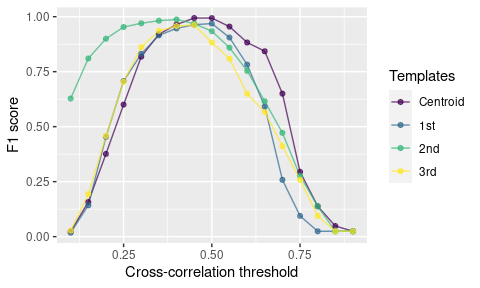 1.00
0.75
0.50
0.25
0.00
F1 score
0.25
0.50
0.75
Cross-correlation threshold
Templates
Centroid
1st
2nd
3rd